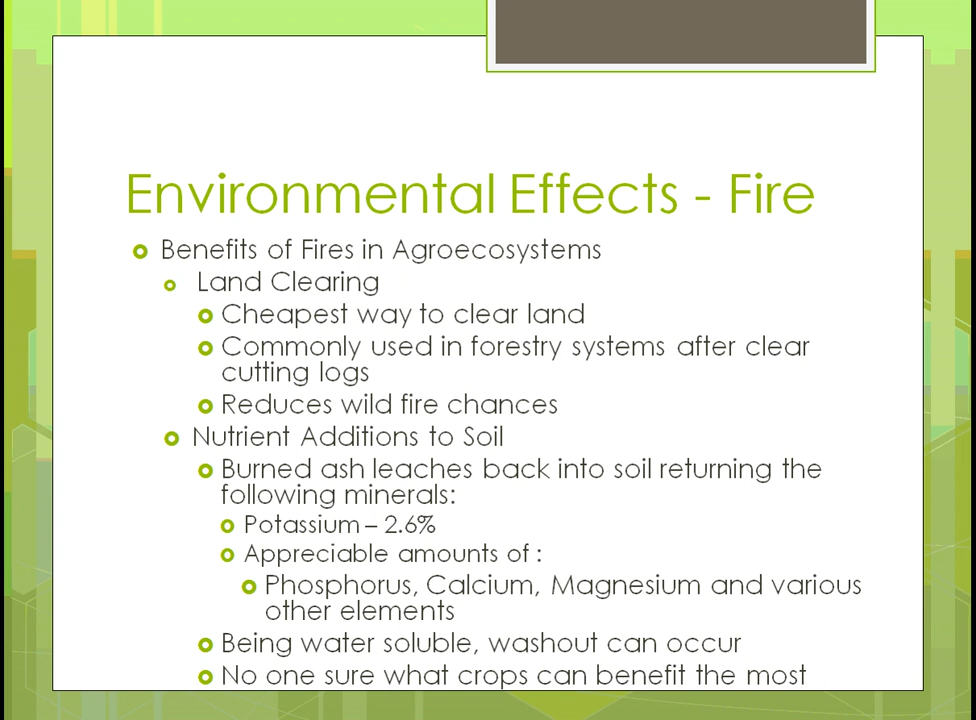 Environmental Effects - Fire
Benefits of Fires in Agroecosystems
Land Clearing
Cheapest way to clear land
Commonly used in forestry systems after clear
cutting logs
Reduces wild fire chances
Nutrient Additions to Soil
Burned ash leaches back into soil returning the
following minerals:
Potassium – 2.6%
Appreciable amounts of :
Phosphorus, Calcium, Magnesium and various
other elements
Being water soluble, washout can occur
No one sure what crops can benefit the most